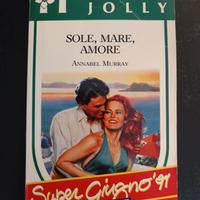 JOLLY
SOLE, MARE,
AMORE
ANNABEL MURRAY
Super Giugno '91